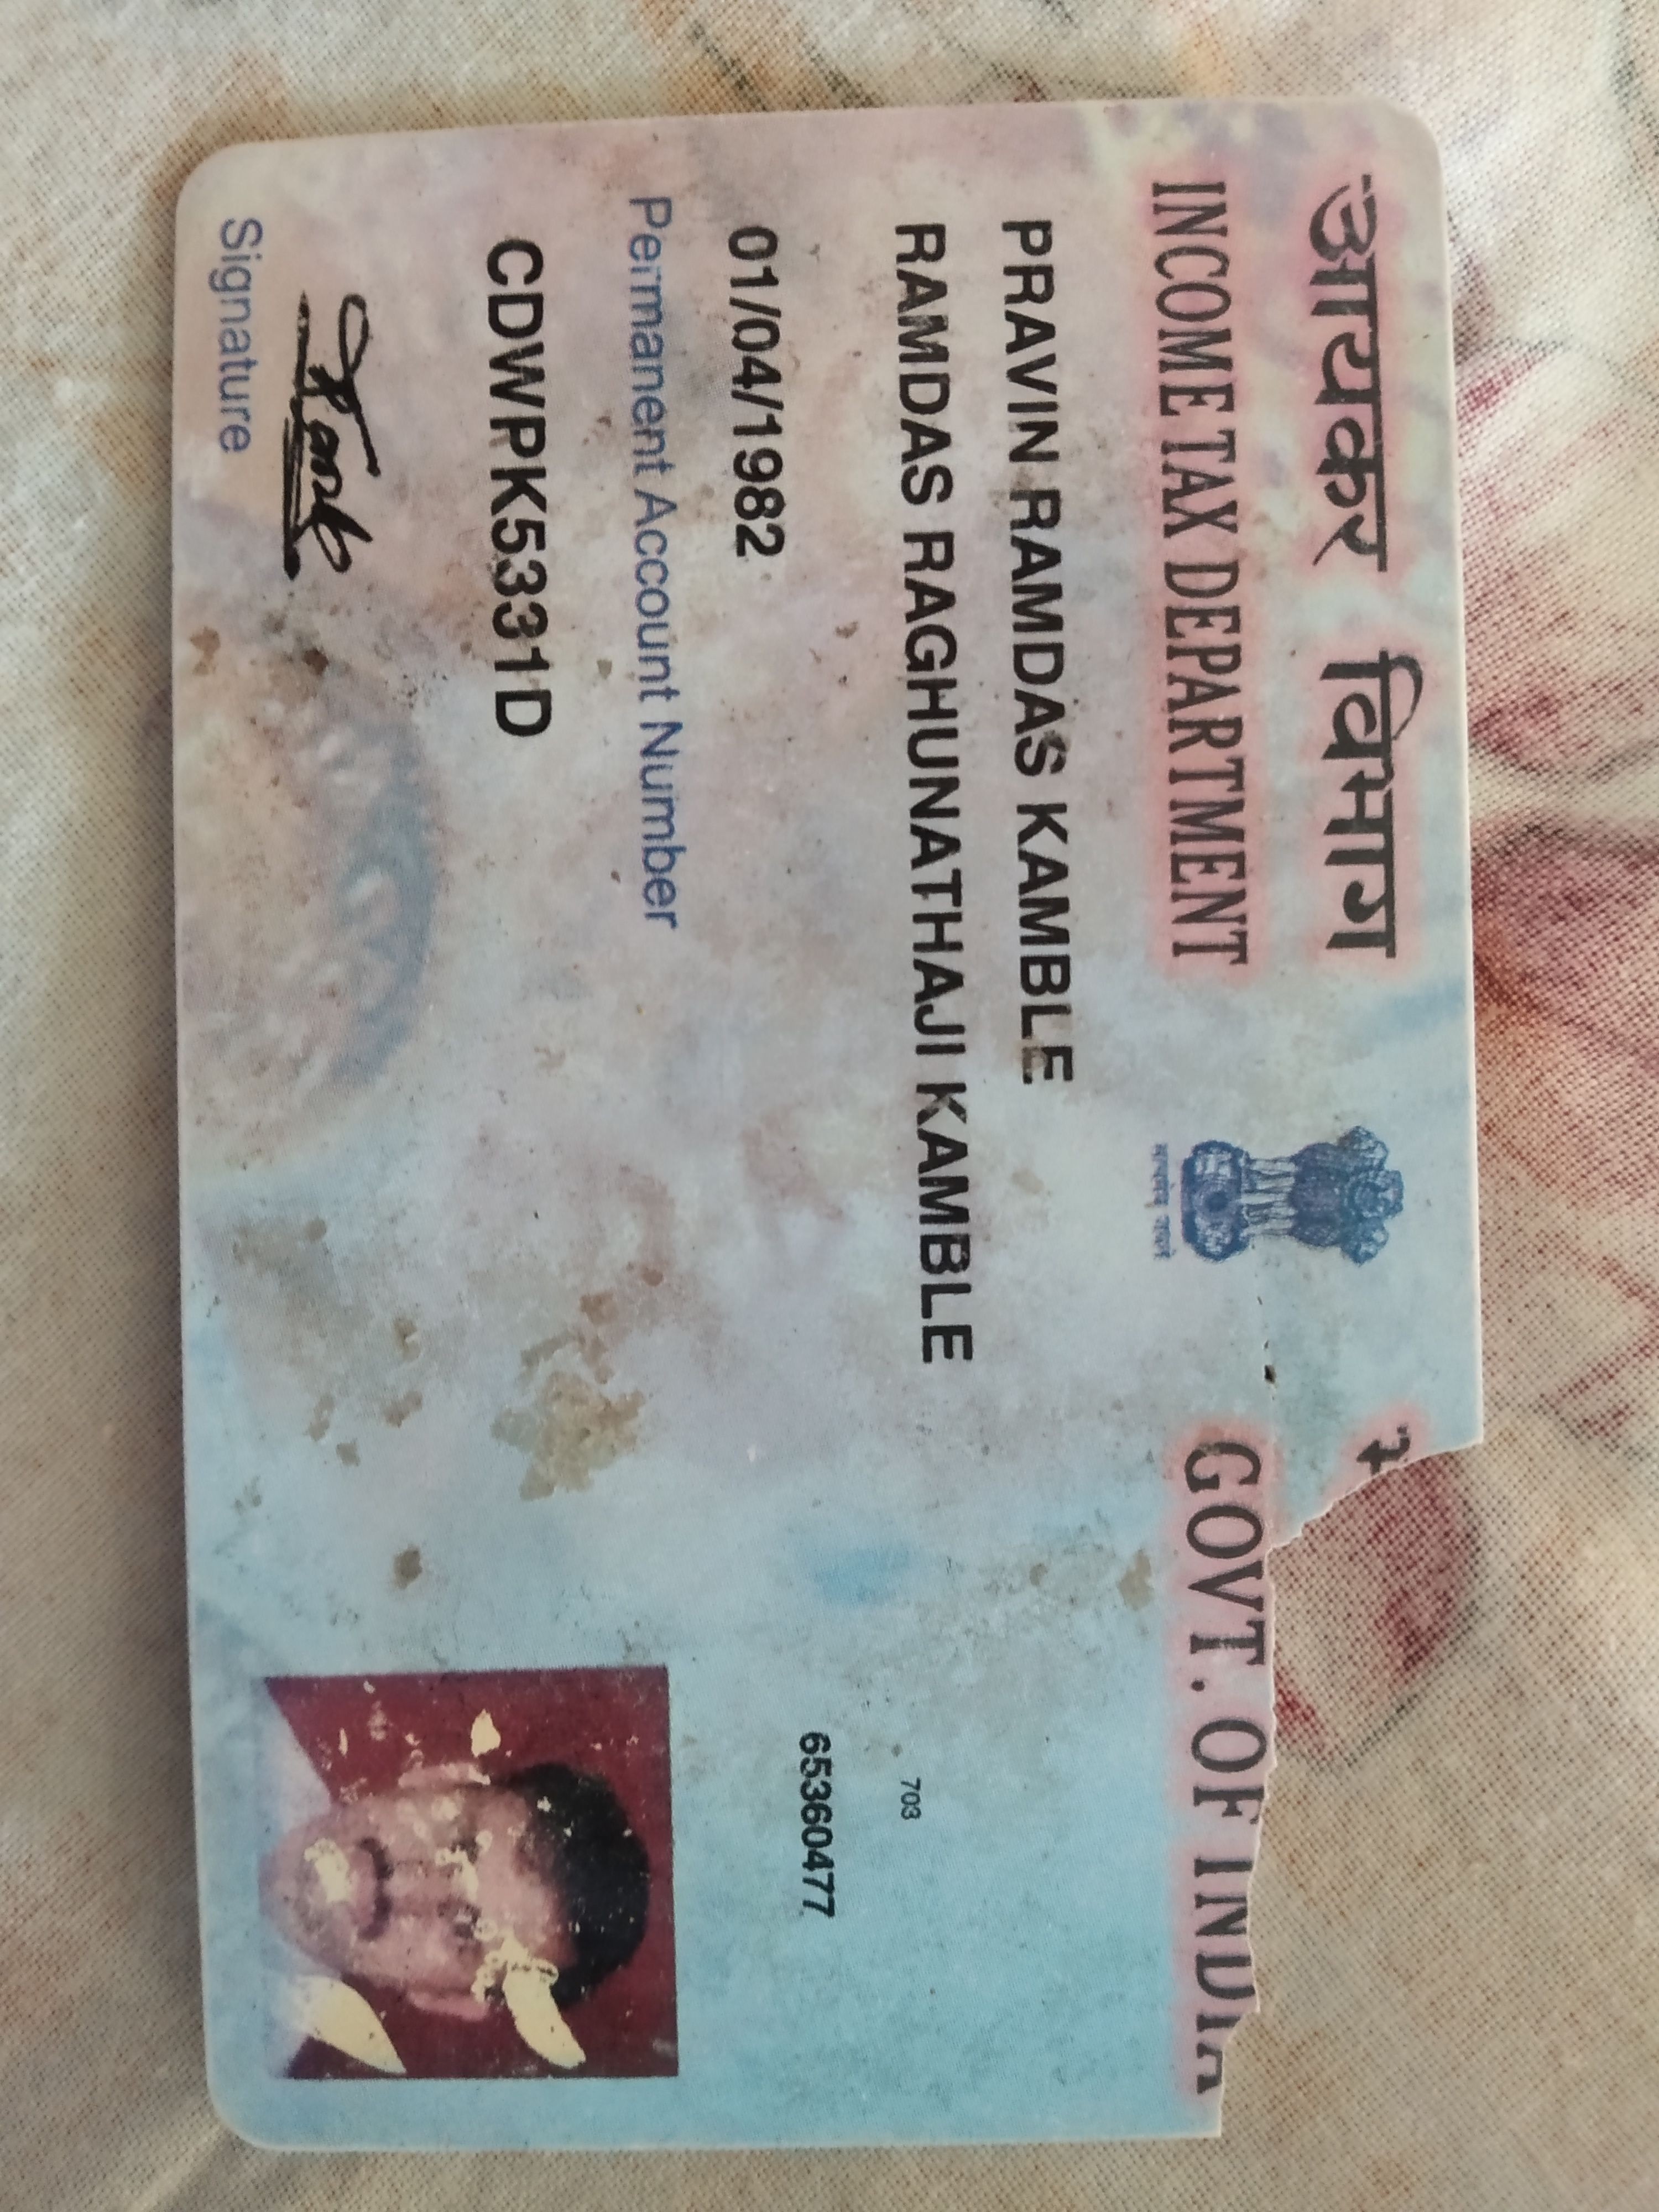 आयकर विभाग
INCOME TAX DEPARTMENT
GOVT. OF INDIA
PRAVIN RAMDAS KAMBLE
RAMDAS RAGHUNATHAJI KAMBLE
703
01/04/1982
65360477
Permanent Account Number
CDWPK5331D
Signature